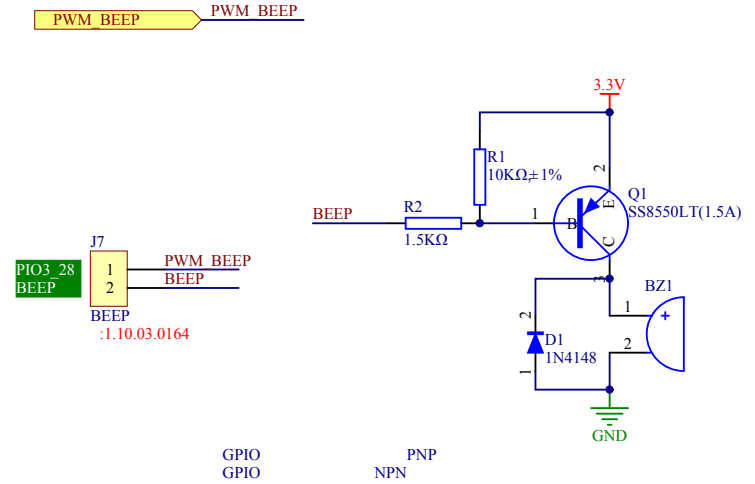 PWM_BEEP
PWM_BEEP
3.3V
R1
10KΩ,±1%
2
E
Q1
SS8550LT(1.5A)
BEEP
R2
1.5KΩ
1
B
C
3
J7
PIO3_28
BEEP
1
2
PWM_BEEP
BEEP
BEEP
:1.10.03.0164
BZ1
1
+
2
2
D1
1N4148
1
GND
GPIO PNP
GPIO NPN